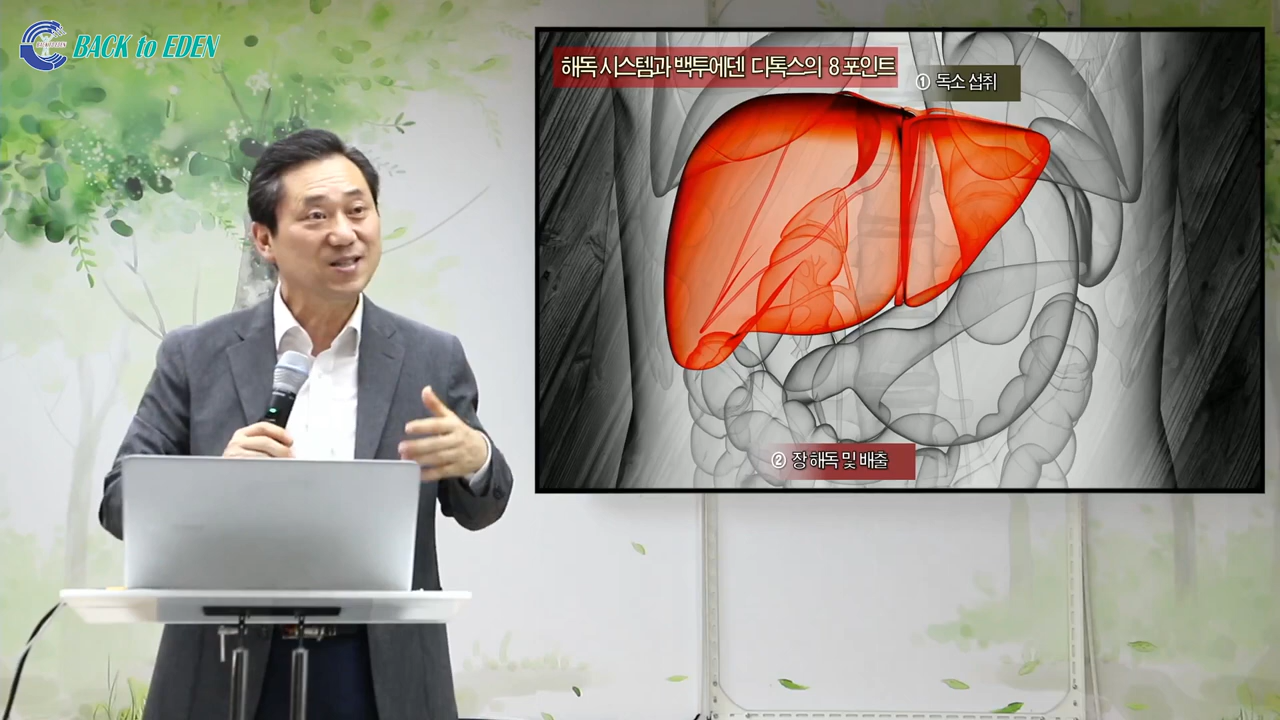 BACK to EDEN
해독 시스템과 백투에덴 디톡스의 8 포인트
① 독소 섭취
② 장 해독 및 배출